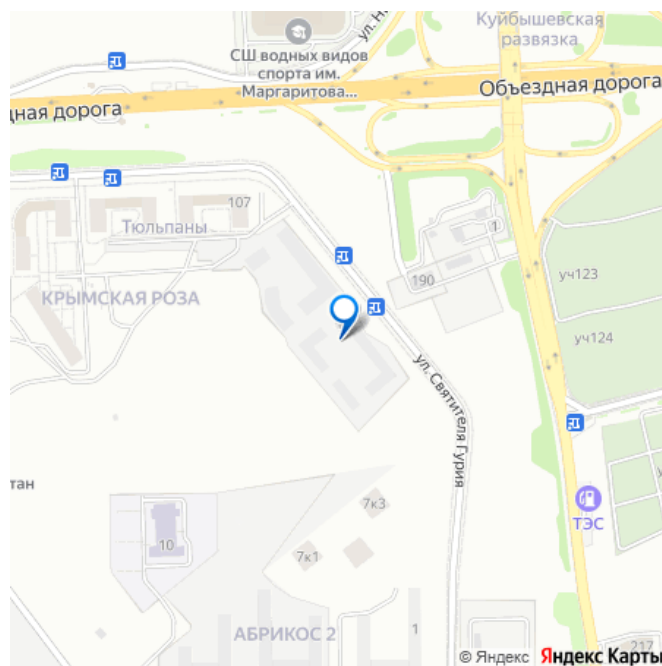 Куйбышевская
развязка
ул. Н
СШ водных видов
спорта им.
Маргаритова...
Объездная дорога
дная дорога
107
Тюльпаны
1
190
уч123
КРЫМСКАЯ РОЗА
уч124
ул. Святителя Гурия
тан
7к3
ТЭС
10
7к1
АБРИКОС 2
1
217
© Яндекс Яндекс Карты